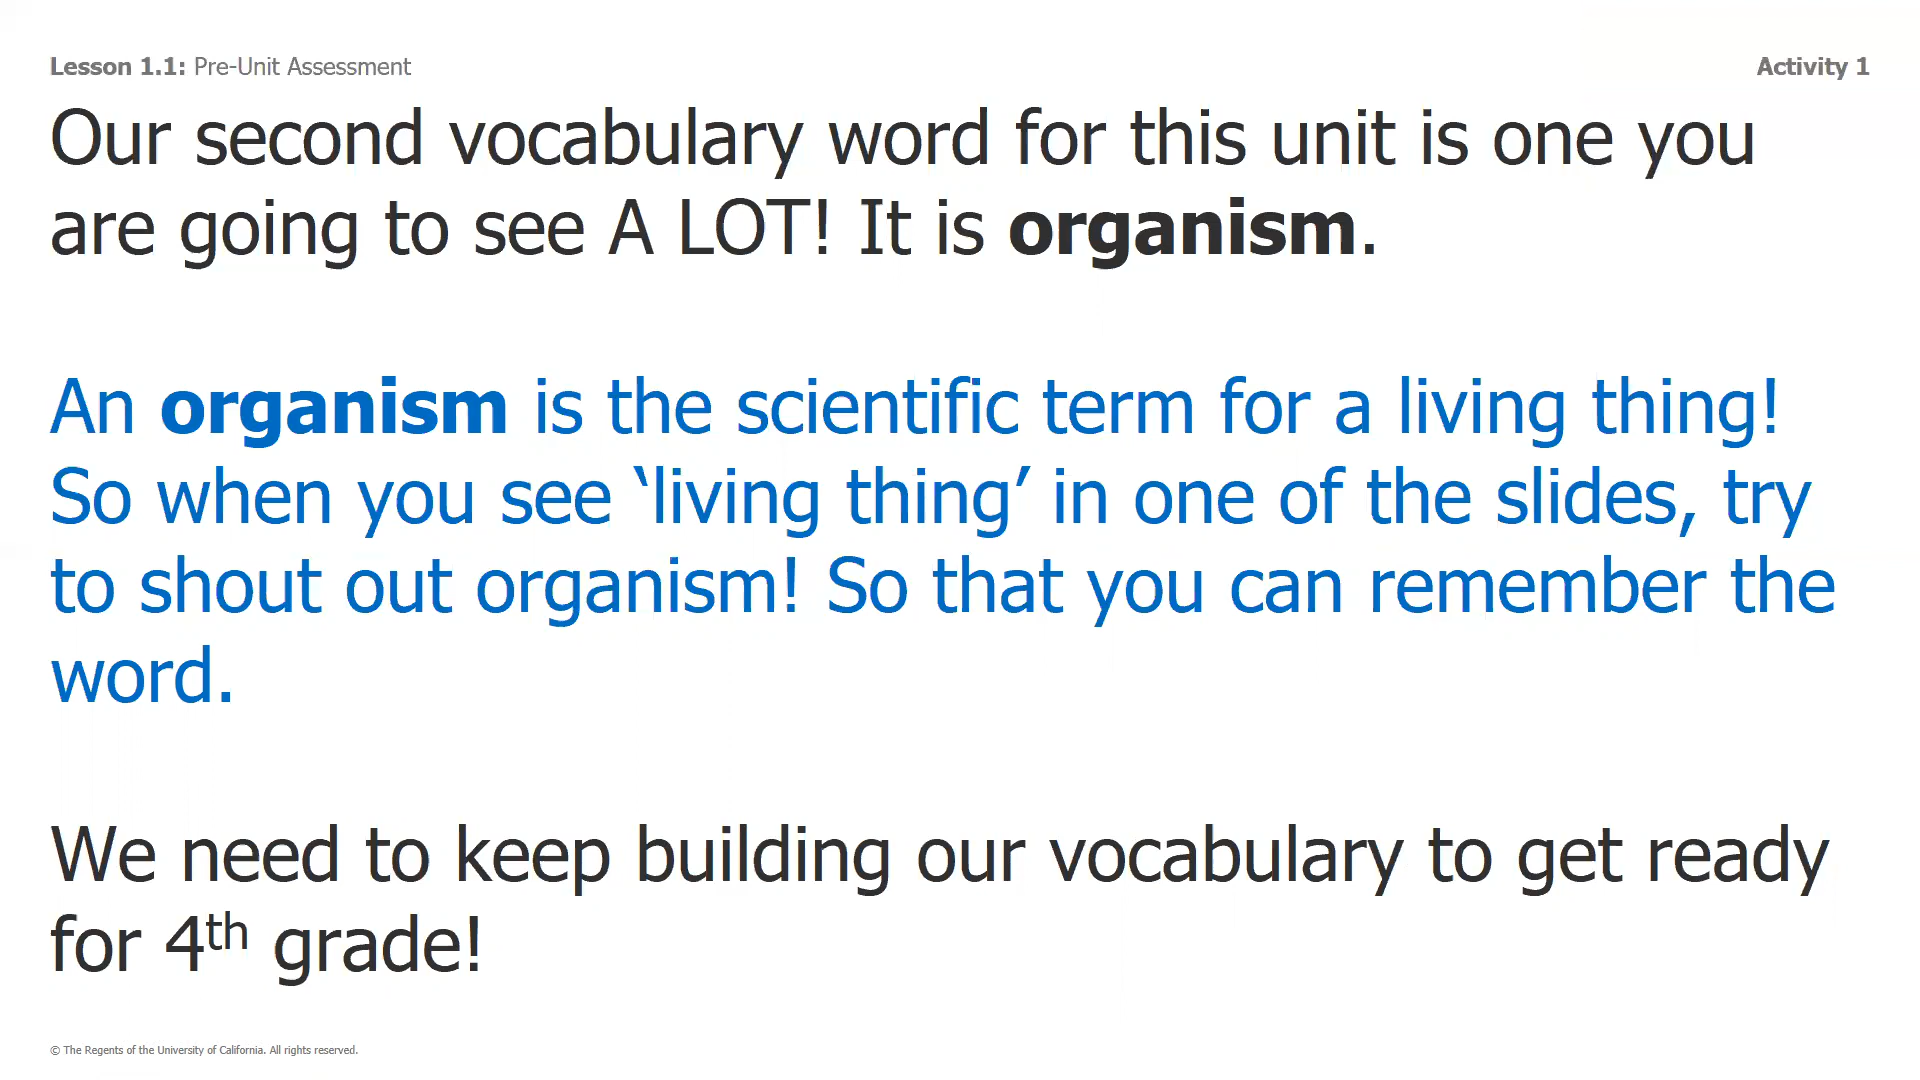 Lesson 1.1: Pre-Unit Assessment
Activity 1
Our second vocabulary word for this unit is one you
are going to see A LOT! It is organism.
An organism is the scientific term for a living thing!
So when you see ‘living thing’ in one of the slides, try
to shout out organism! So that you can remember the
word.
We need to keep building our vocabulary to get ready
for 4th grade!
© The Regents of the University of California. All rights reserved.